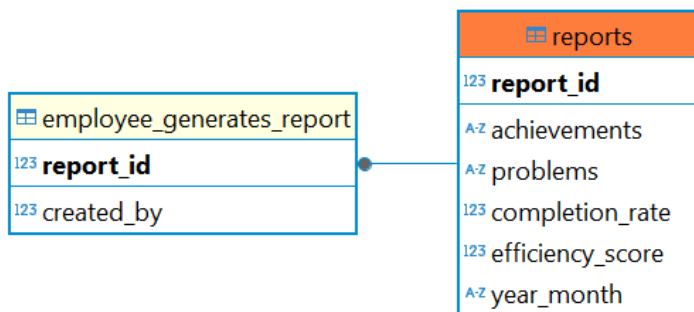 employee_generates_report
123 report_id
123 created_by
reports
123 report_id
A-Z achievements
A-Z problems
123 completion_rate
123 efficiency_score
A-Z year_month